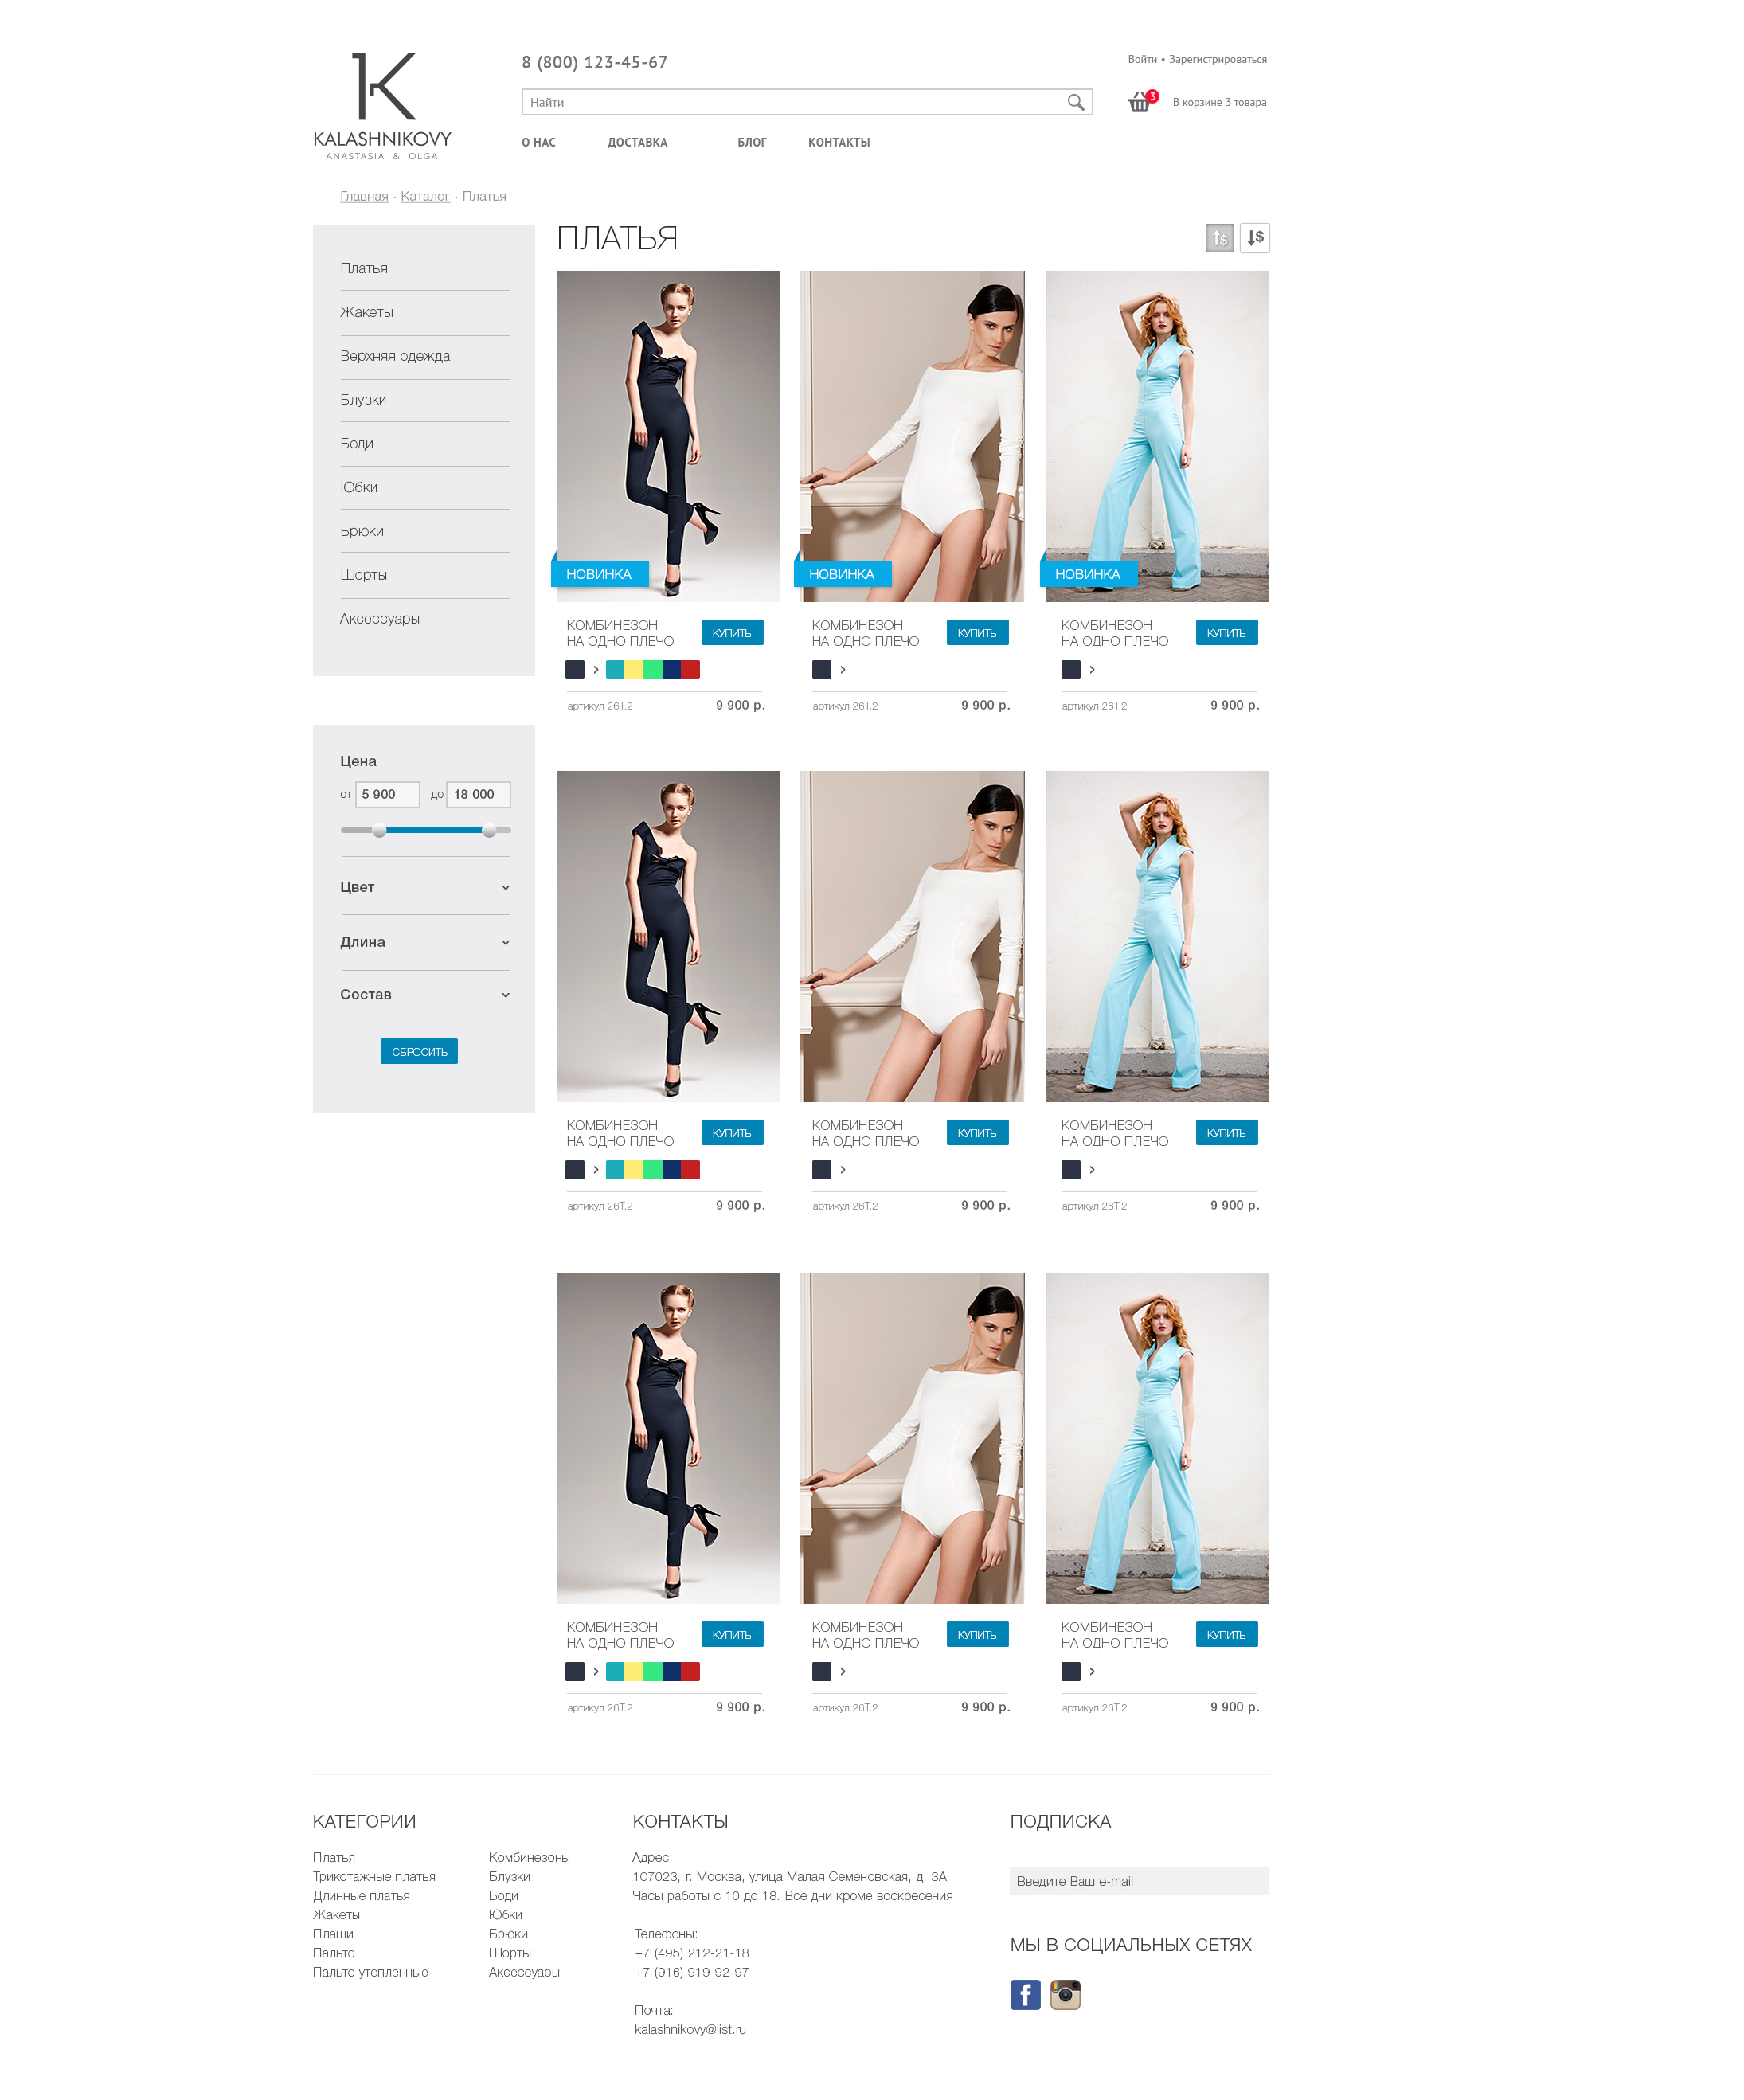 K
KALASHNIKOVY
ANASTASIA & OLGA
8 (800) 123-45-67
Войти • Зарегистрироваться
Найти
3
В корзине 3 товара
О НАС ДОСТАВКА БЛОГ КОНТАКТЫ
Главная · Каталог · Платья
Платья
Жакеты
Верхняя одежда
Блузки
Боди
Юбки
Брюки
Шорты
Аксессуары
Цена
от 5 900 до 18 000
Цвет
Длина
Состав
СБРОСИТЬ
ПЛАТЬЯ
$ $
НОВИНКА НОВИНКА НОВИНКА
КОМБИНЕЗОН
НА ОДНО ПЛЕЧО
КУПИТЬ
артикул 26Т.2 9 900 р.
КОМБИНЕЗОН
НА ОДНО ПЛЕЧО
КУПИТЬ
артикул 26Т.2 9 900 р.
КОМБИНЕЗОН
НА ОДНО ПЛЕЧО
КУПИТЬ
артикул 26Т.2 9 900 р.
КОМБИНЕЗОН
НА ОДНО ПЛЕЧО
КУПИТЬ
артикул 26Т.2 9 900 р.
КОМБИНЕЗОН
НА ОДНО ПЛЕЧО
КУПИТЬ
артикул 26Т.2 9 900 р.
КОМБИНЕЗОН
НА ОДНО ПЛЕЧО
КУПИТЬ
артикул 26Т.2 9 900 р.
КОМБИНЕЗОН
НА ОДНО ПЛЕЧО
КУПИТЬ
артикул 26Т.2 9 900 р.
КОМБИНЕЗОН
НА ОДНО ПЛЕЧО
КУПИТЬ
артикул 26Т.2 9 900 р.
КОМБИНЕЗОН
НА ОДНО ПЛЕЧО
КУПИТЬ
артикул 26Т.2 9 900 р.
КАТЕГОРИИ
Платья
Трикотажные платья
Длинные платья
Жакеты
Плащи
Пальто
Пальто утепленные
Комбинезоны
Блузки
Боди
Юбки
Брюки
Шорты
Аксессуары
КОНТАКТЫ
Адрес:
107023, г. Москва, улица Малая Семеновская, д. 3А
Часы работы с 10 до 18. Все дни кроме воскресения
Телефоны:
+7 (495) 212-21-18
+7 (916) 919-92-97
Почта:
kalashnikovy@list.ru
ПОДПИСКА
Введите Ваш e-mail
МЫ В СОЦИАЛЬНЫХ СЕТЯХ
f